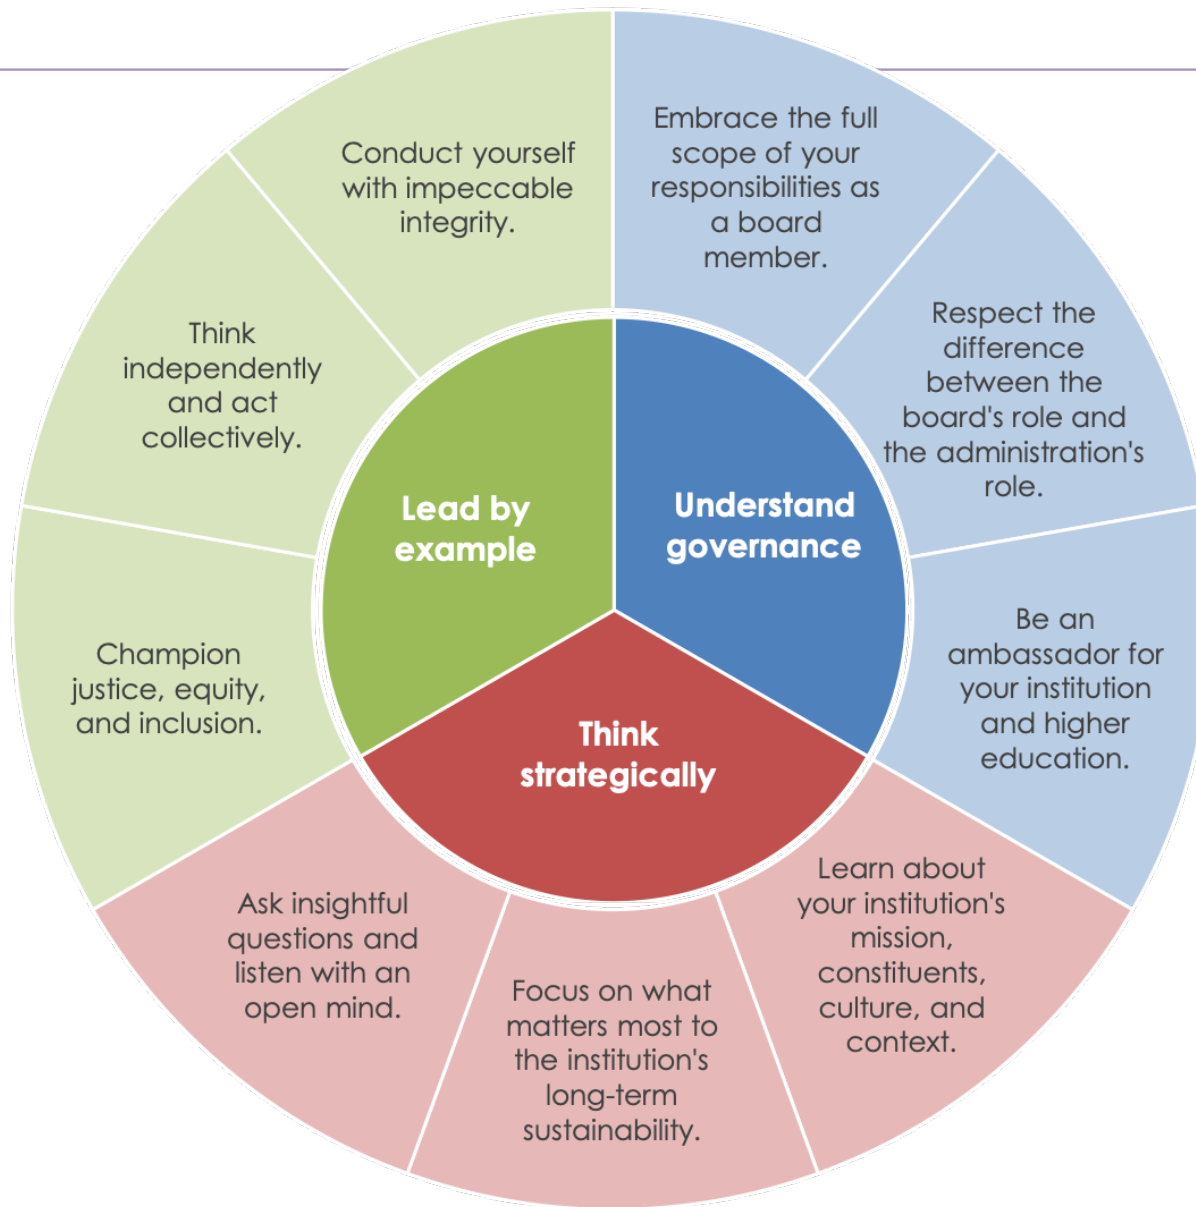 Embrace the full
scope of your
responsibilities as
a board
member.
Respect the
difference
between the
board's role and
the administration's
role.
Be an
ambassador for
your institution
and higher
education.
Learn about
your institution's
mission,
constituents,
culture, and
context.
Focus on what
matters most to
the institution's
long-term
sustainability.
Ask insightful
questions and
listen with an
open mind.
Champion
justice, equity,
and inclusion.
Think
independently
and act
collectively.
Conduct yourself
with impeccable
integrity.
Understand
governance
Think
strategically
Lead by
example